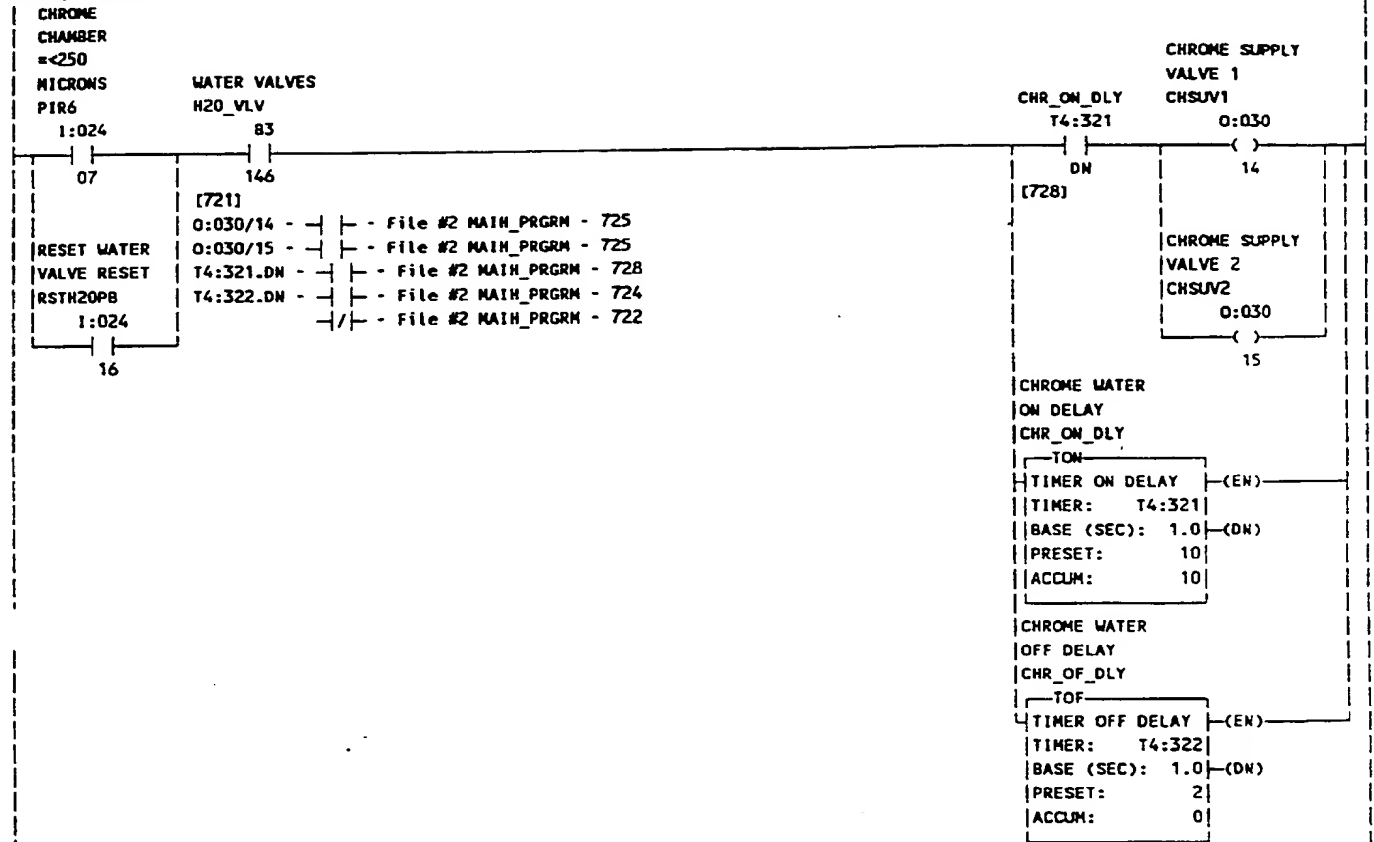 CHROME
CHAMBER
=<250
MICRONS
PIR6
I:024
07
WATER VALVES
H20_VLV
B3
146
[721]
O:030/14 - ┤ ├ - File #2 MAIN_PRGRM - 725
O:030/15 - ┤ ├ - File #2 MAIN_PRGRM - 725
T4:321.DN - ┤ ├ - File #2 MAIN_PRGRM - 728
T4:322.DN - ┤ ├ - File #2 MAIN_PRGRM - 724
┤/├ - File #2 MAIN_PRGRM - 722
RESET WATER
VALVE RESET
RSTH20PB
I:024
16
CHR_ON_DLY
T4:321
DN
[728]
CHROME SUPPLY
VALVE 1
CHSUV1
O:030
14
CHROME SUPPLY
VALVE 2
CHSUV2
O:030
15
CHROME WATER
ON DELAY
CHR_ON_DLY
TON
TIMER ON DELAY (EN)
TIMER: T4:321
BASE (SEC): 1.0 (DN)
PRESET: 10
ACCUM: 10
CHROME WATER
OFF DELAY
CHR_OF_DLY
TOF
TIMER OFF DELAY (EN)
TIMER: T4:322
BASE (SEC): 1.0 (DN)
PRESET: 2
ACCUM: 0